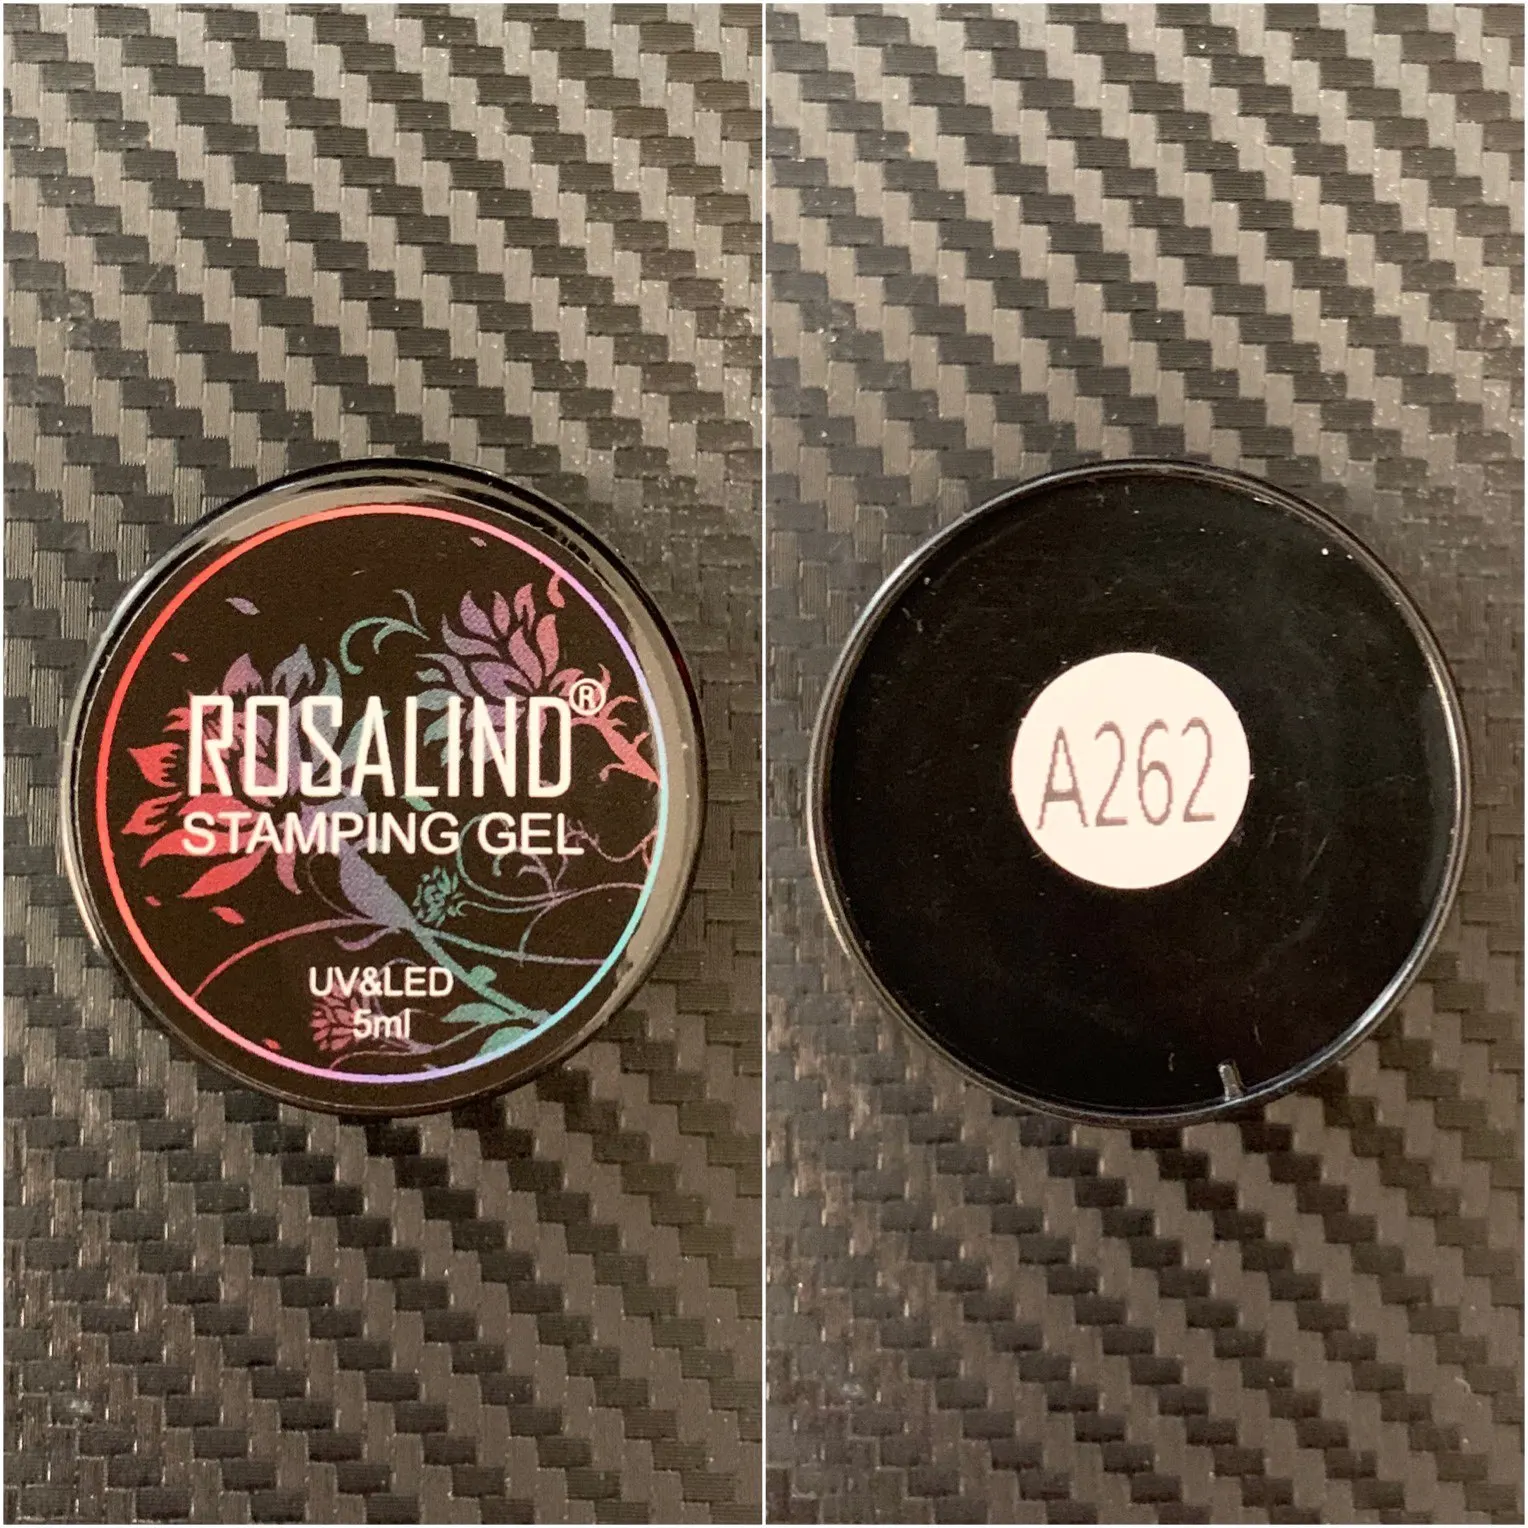 ROSALIND®
STAMPING GEL
UV&LED
5ml
A262